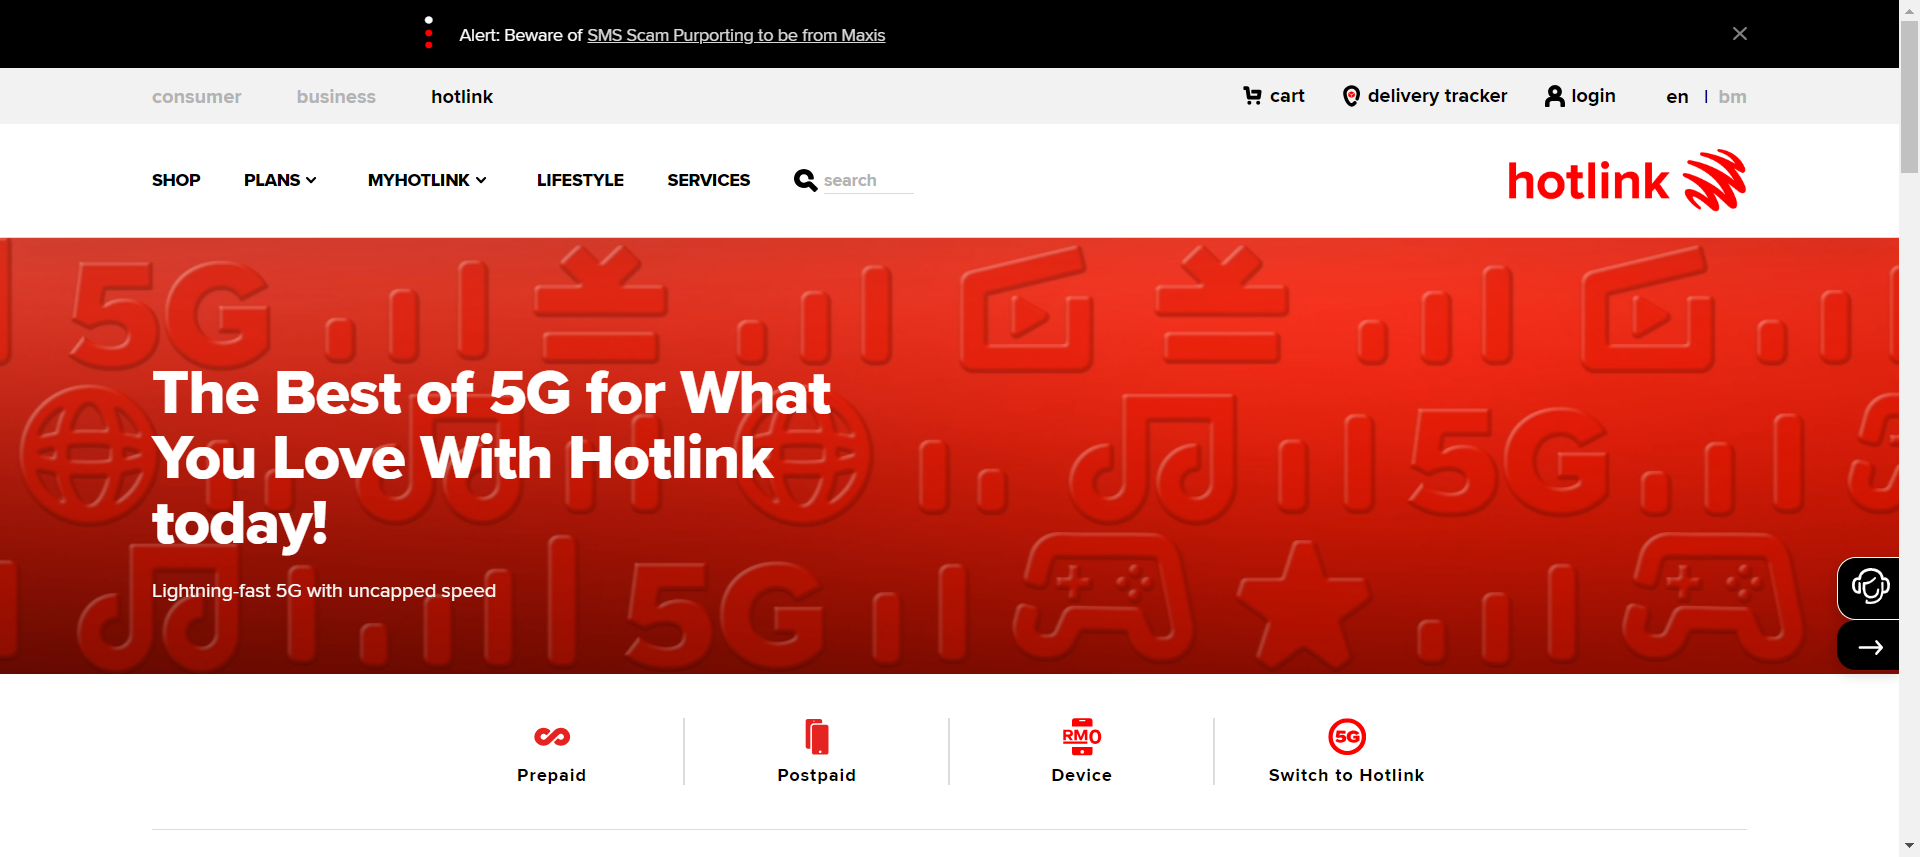 Alert: Beware of SMS Scam Purporting to be from Maxis
consumer business hotlink cart delivery tracker login en | bm
SHOP PLANS MYHOTLINK LIFESTYLE SERVICES search hotlink
5G
The Best of 5G for What
You Love With Hotlink
today!
5G
Lightning-fast 5G with uncapped speed
5G
RM0 5G
Prepaid Postpaid Device Switch to Hotlink